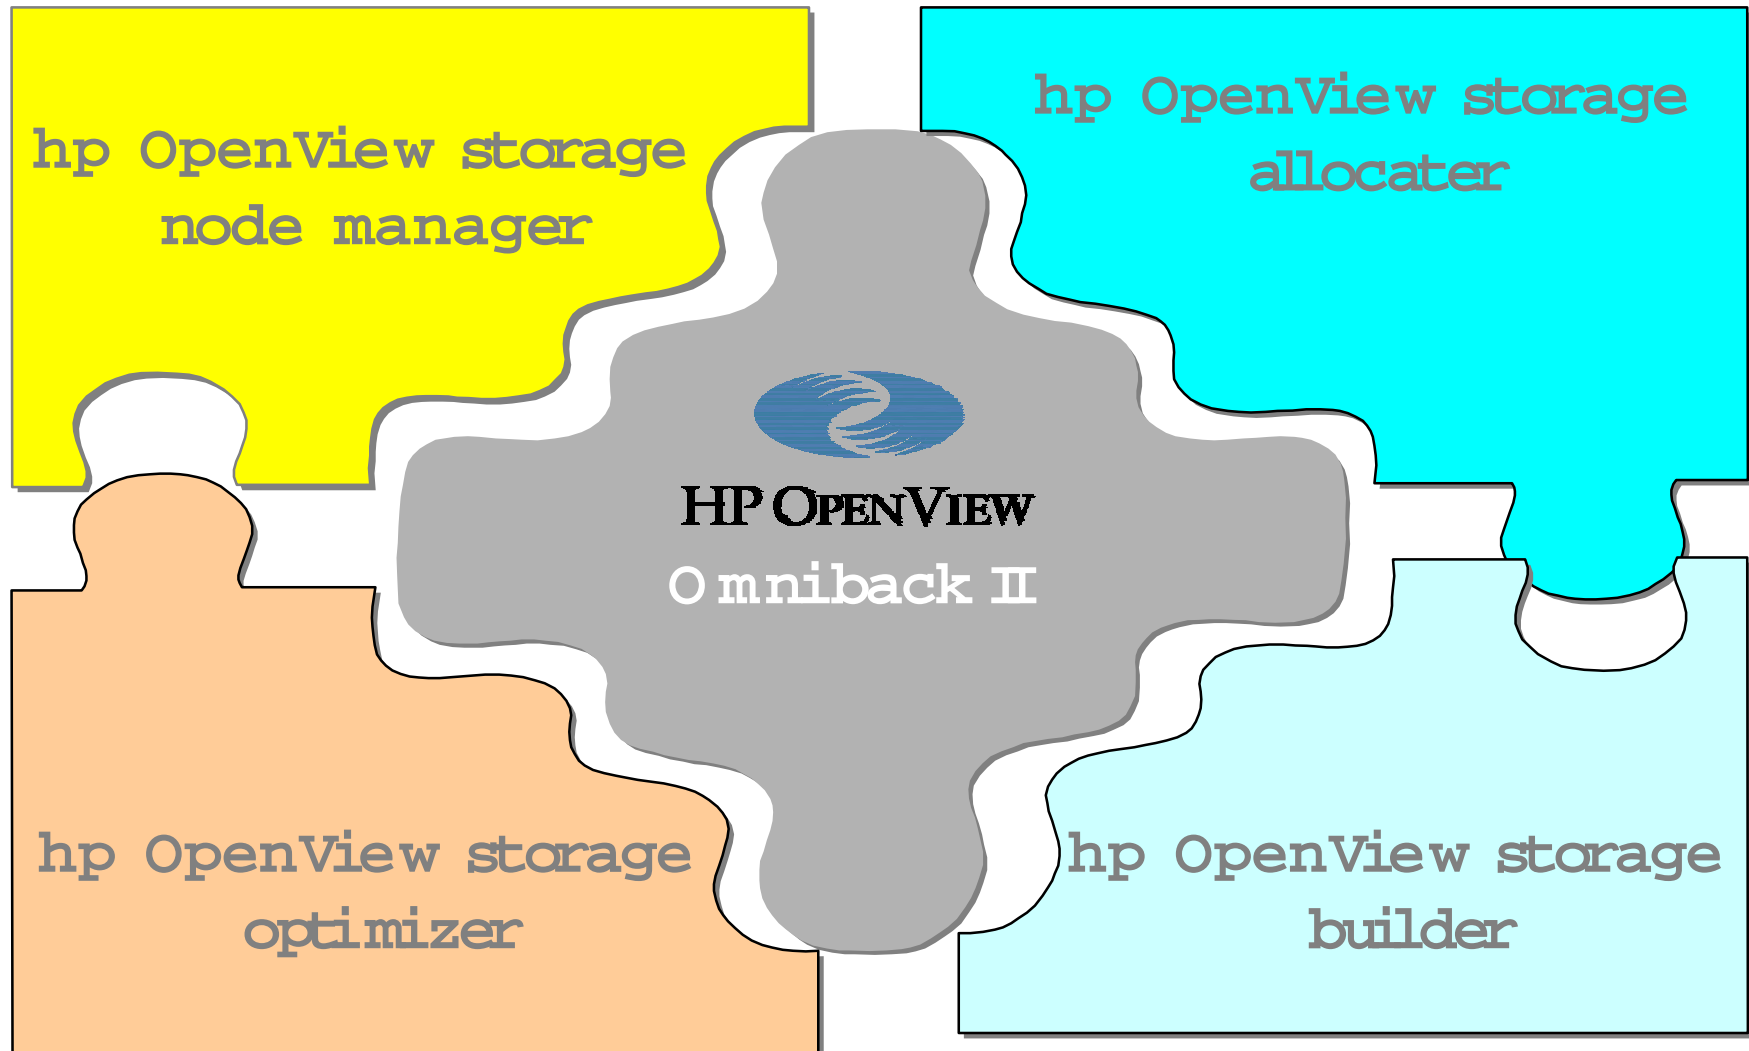 hp OpenView storage
node manager
hp OpenView storage
allocater
HP OPENVIEW
Omniback II
hp OpenView storage
optimizer
hp OpenView storage
builder